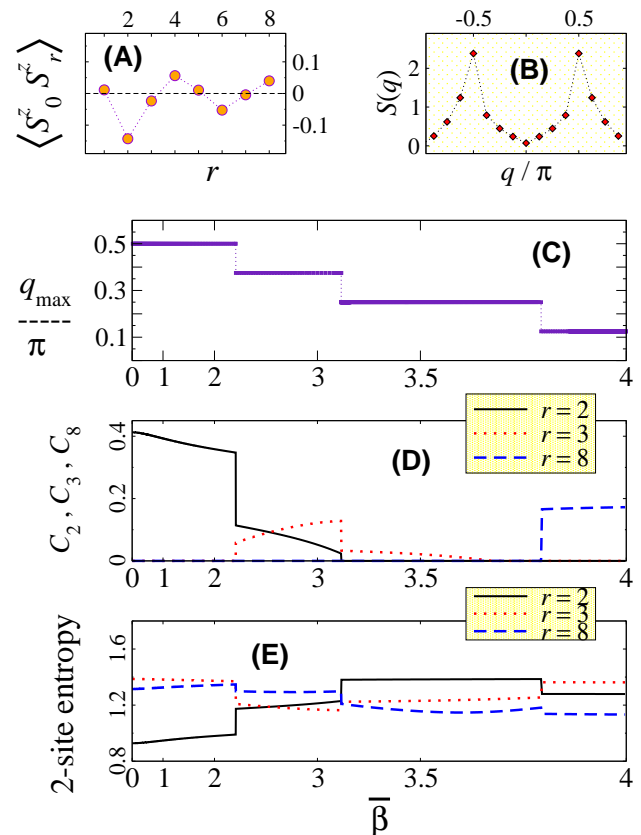 2 4 6 8
⟨S^z_0 S^z_r⟩
(A)
0.1
0
-0.1
r
-0.5 0.5
S(q)
2
1
0
(B)
q / π
q_max
-----
π
0.5
0.3
0.1
(C)
0 1 2 3 3.5 4
C_2 , C_3 , C_8
0.4
0.2
0
(D)
r = 2
r = 3
r = 8
0 1 2 3 3.5 4
2-site entropy
1.6
1.2
0.8
(E)
r = 2
r = 3
r = 8
0 1 2 3 3.5 4
β̅